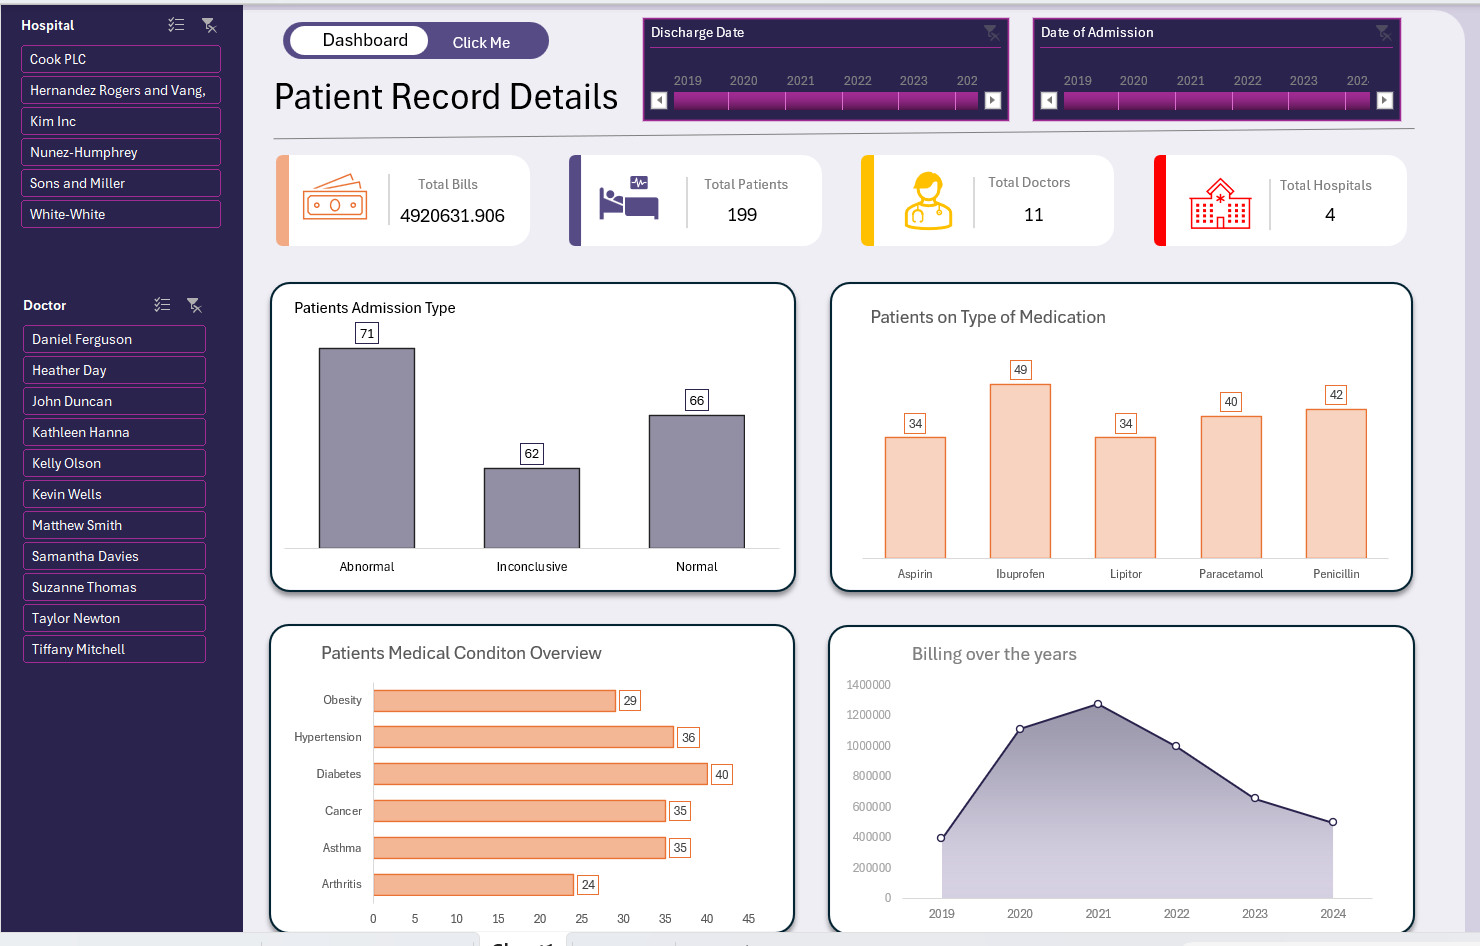 Hospital
Cook PLC
Hernandez Rogers and Vang,
Kim Inc
Nunez-Humphrey
Sons and Miller
White-White
Doctor
Daniel Ferguson
Heather Day
John Duncan
Kathleen Hanna
Kelly Olson
Kevin Wells
Matthew Smith
Samantha Davies
Suzanne Thomas
Taylor Newton
Tiffany Mitchell
Dashboard
Click Me
Patient Record Details
Discharge Date
2019 2020 2021 2022 2023 202
Date of Admission
2019 2020 2021 2022 2023 202
Total Bills
4920631.906
Total Patients
199
Total Doctors
11
Total Hospitals
4
Patients Admission Type
71
62
66
Abnormal Inconclusive Normal
Patients on Type of Medication
34
49
34
40
42
Aspirin Ibuprofen Lipitor Paracetamol Penicillin
Patients Medical Conditon Overview
Obesity 29
Hypertension 36
Diabetes 40
Cancer 35
Asthma 35
Arthritis 24
0 5 10 15 20 25 30 35 40 45
Billing over the years
1400000
1200000
1000000
800000
600000
400000
200000
0
2019 2020 2021 2022 2023 2024